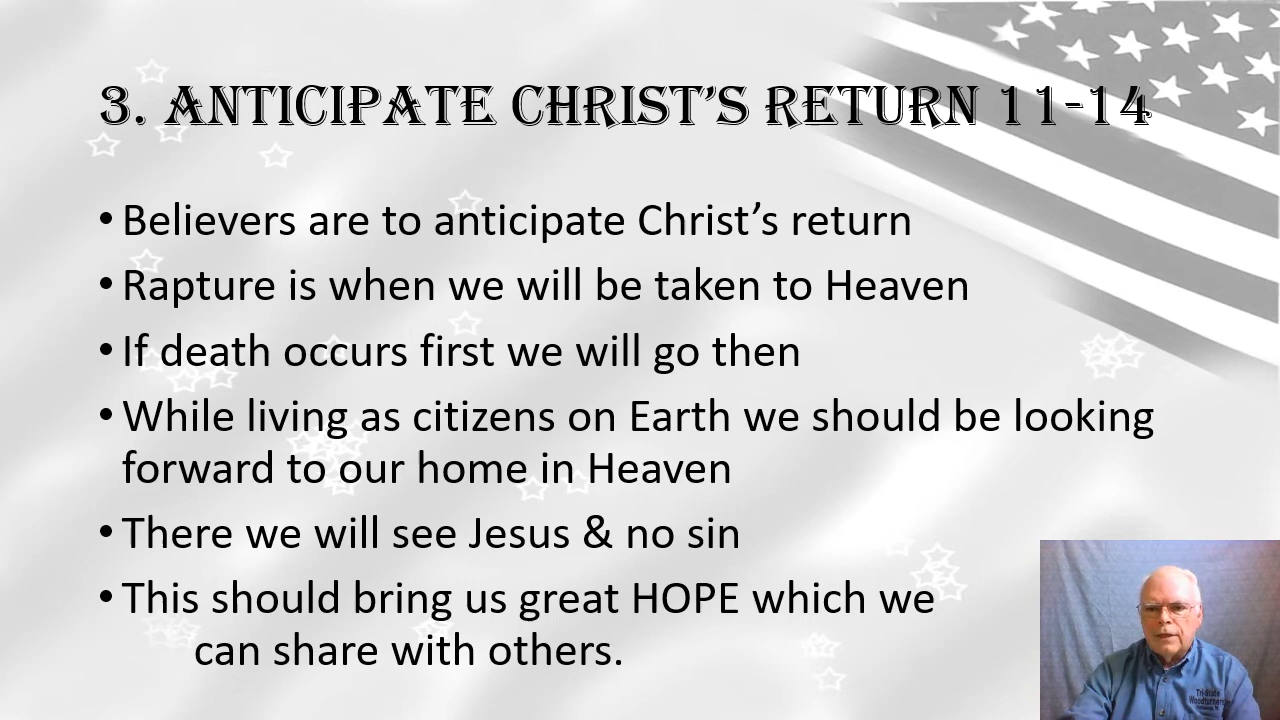 3. ANTICIPATE CHRIST'S RETURN 11-14
• Believers are to anticipate Christ's return
• Rapture is when we will be taken to Heaven
• If death occurs first we will go then
• While living as citizens on Earth we should be looking
forward to our home in Heaven
• There we will see Jesus & no sin
• This should bring us great HOPE which we
can share with others.
Tri-State
Woodturners